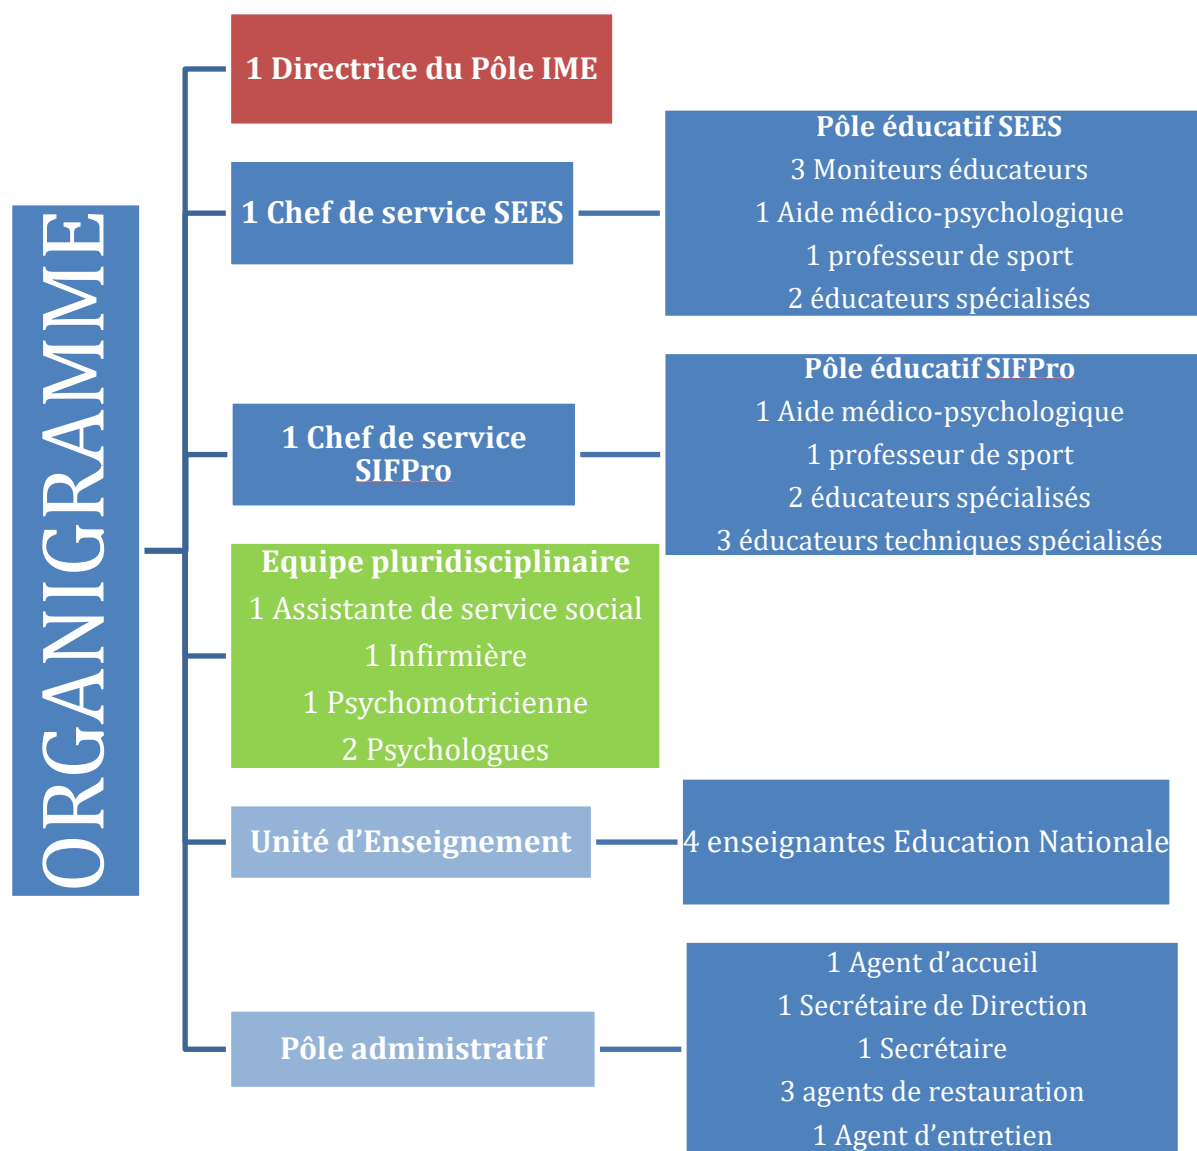 ORGANIGRAMME
1 Directrice du Pôle IME
1 Chef de service SEES
Pôle éducatif SEES
3 Moniteurs éducateurs
1 Aide médico-psychologique
1 professeur de sport
2 éducateurs spécialisés
1 Chef de service
SIFPro
Pôle éducatif SIFPro
1 Aide médico-psychologique
1 professeur de sport
2 éducateurs spécialisés
3 éducateurs techniques spécialisés
Equipe pluridisciplinaire
1 Assistante de service social
1 Infirmière
1 Psychomotricienne
2 Psychologues
Unité d’Enseignement
4 enseignantes Education Nationale
Pôle administratif
1 Agent d’accueil
1 Secrétaire de Direction
1 Secrétaire
3 agents de restauration
1 Agent d’entretien